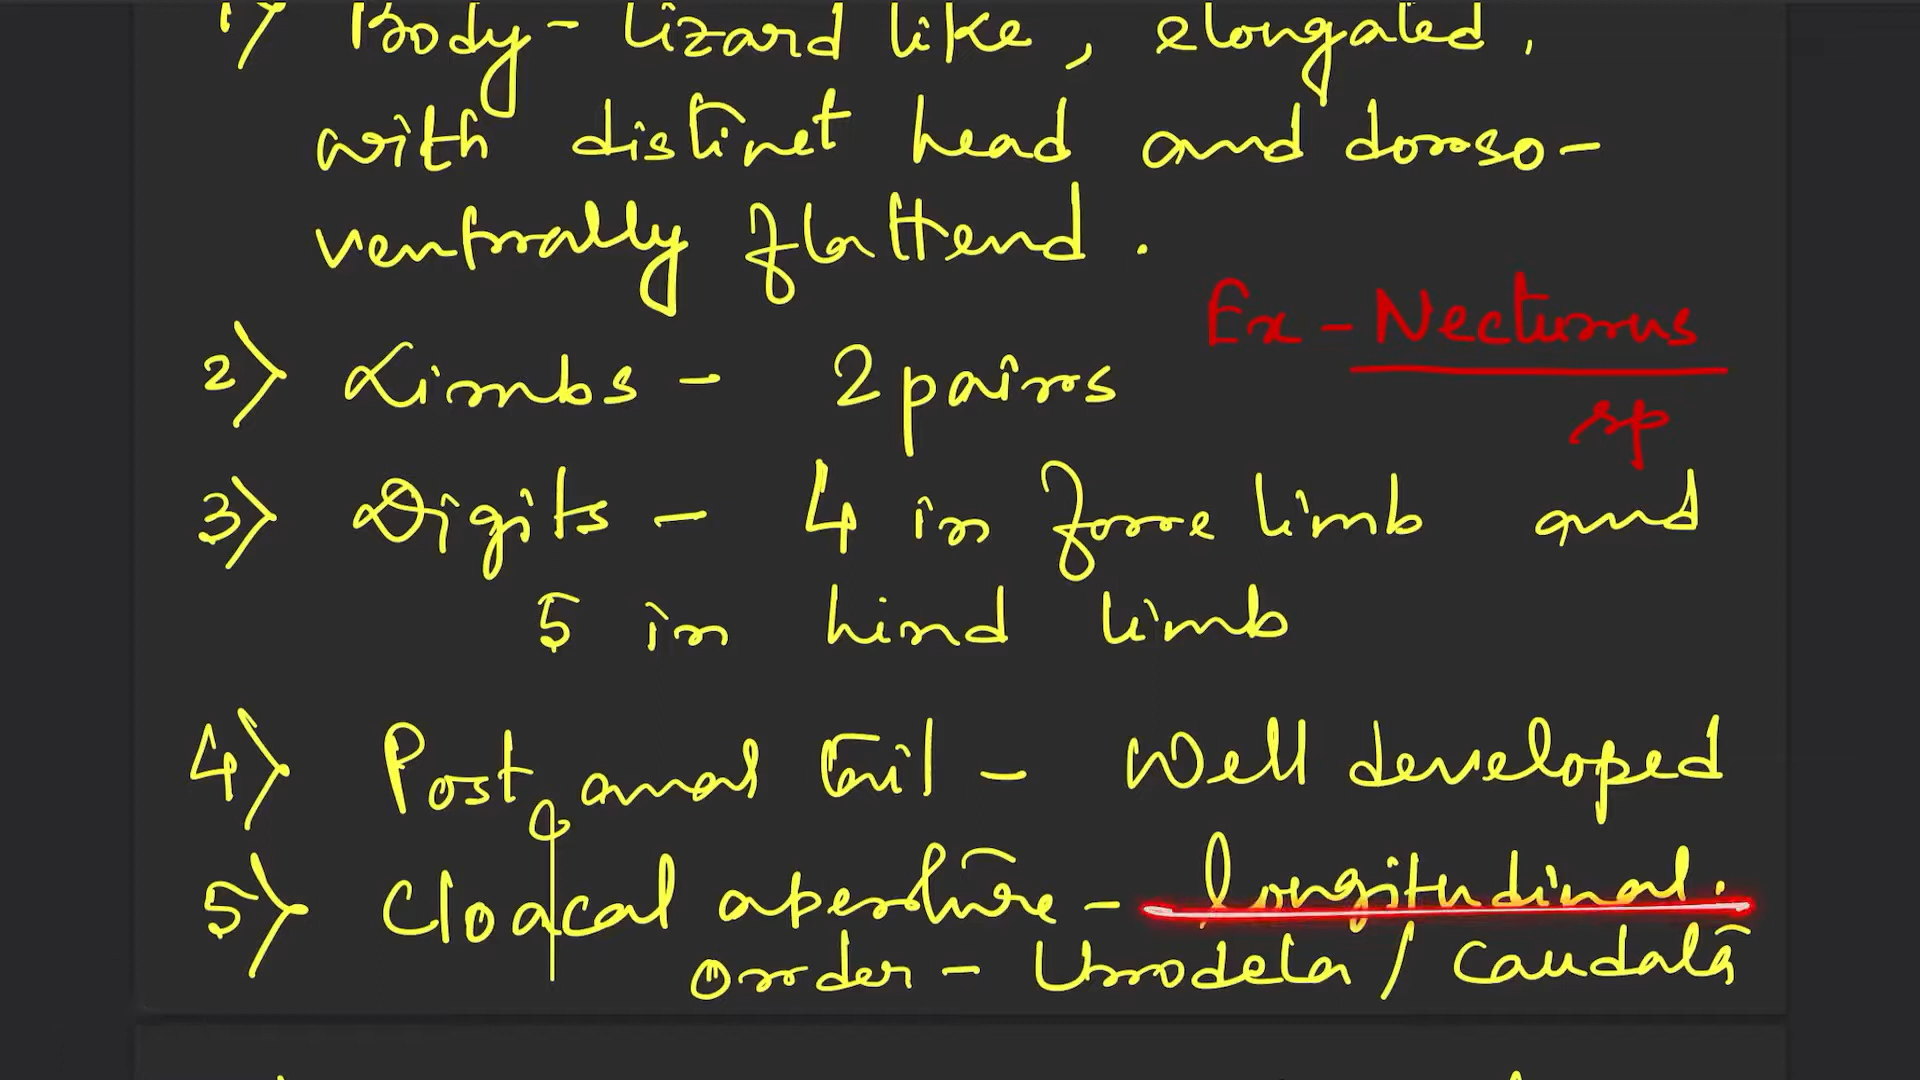 1) Body - lizard like, elongated,
with distinct head and dorso-
ventrally flattend.
Ex - Necturus
sp
2) Limbs - 2 pairs
3) Digits - 4 in fore limb and
5 in hind limb
4) Post anal tail - Well developed
5) Cloacal aperture - longitudinal.
order - Urodela / Caudata